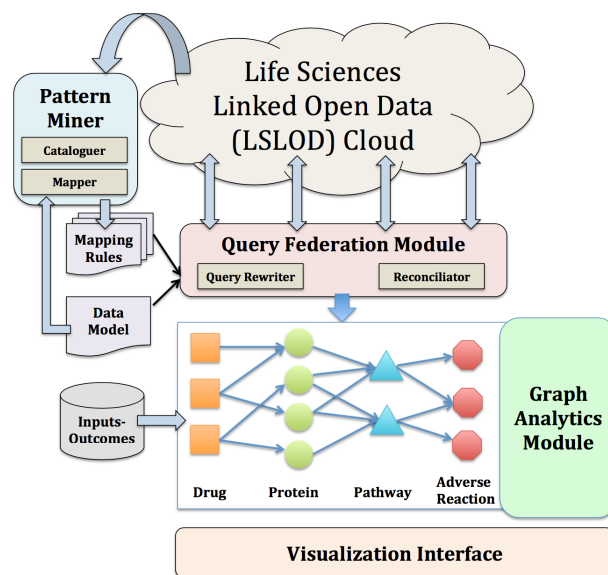 Life Sciences
Linked Open Data
(LSLOD) Cloud
Pattern
Miner
Cataloguer
Mapper
Mapping
Rules
Data
Model
Query Federation Module
Query Rewriter
Reconciliator
Inputs-
Outcomes
Drug
Protein
Pathway
Adverse
Reaction
Graph
Analytics
Module
Visualization Interface